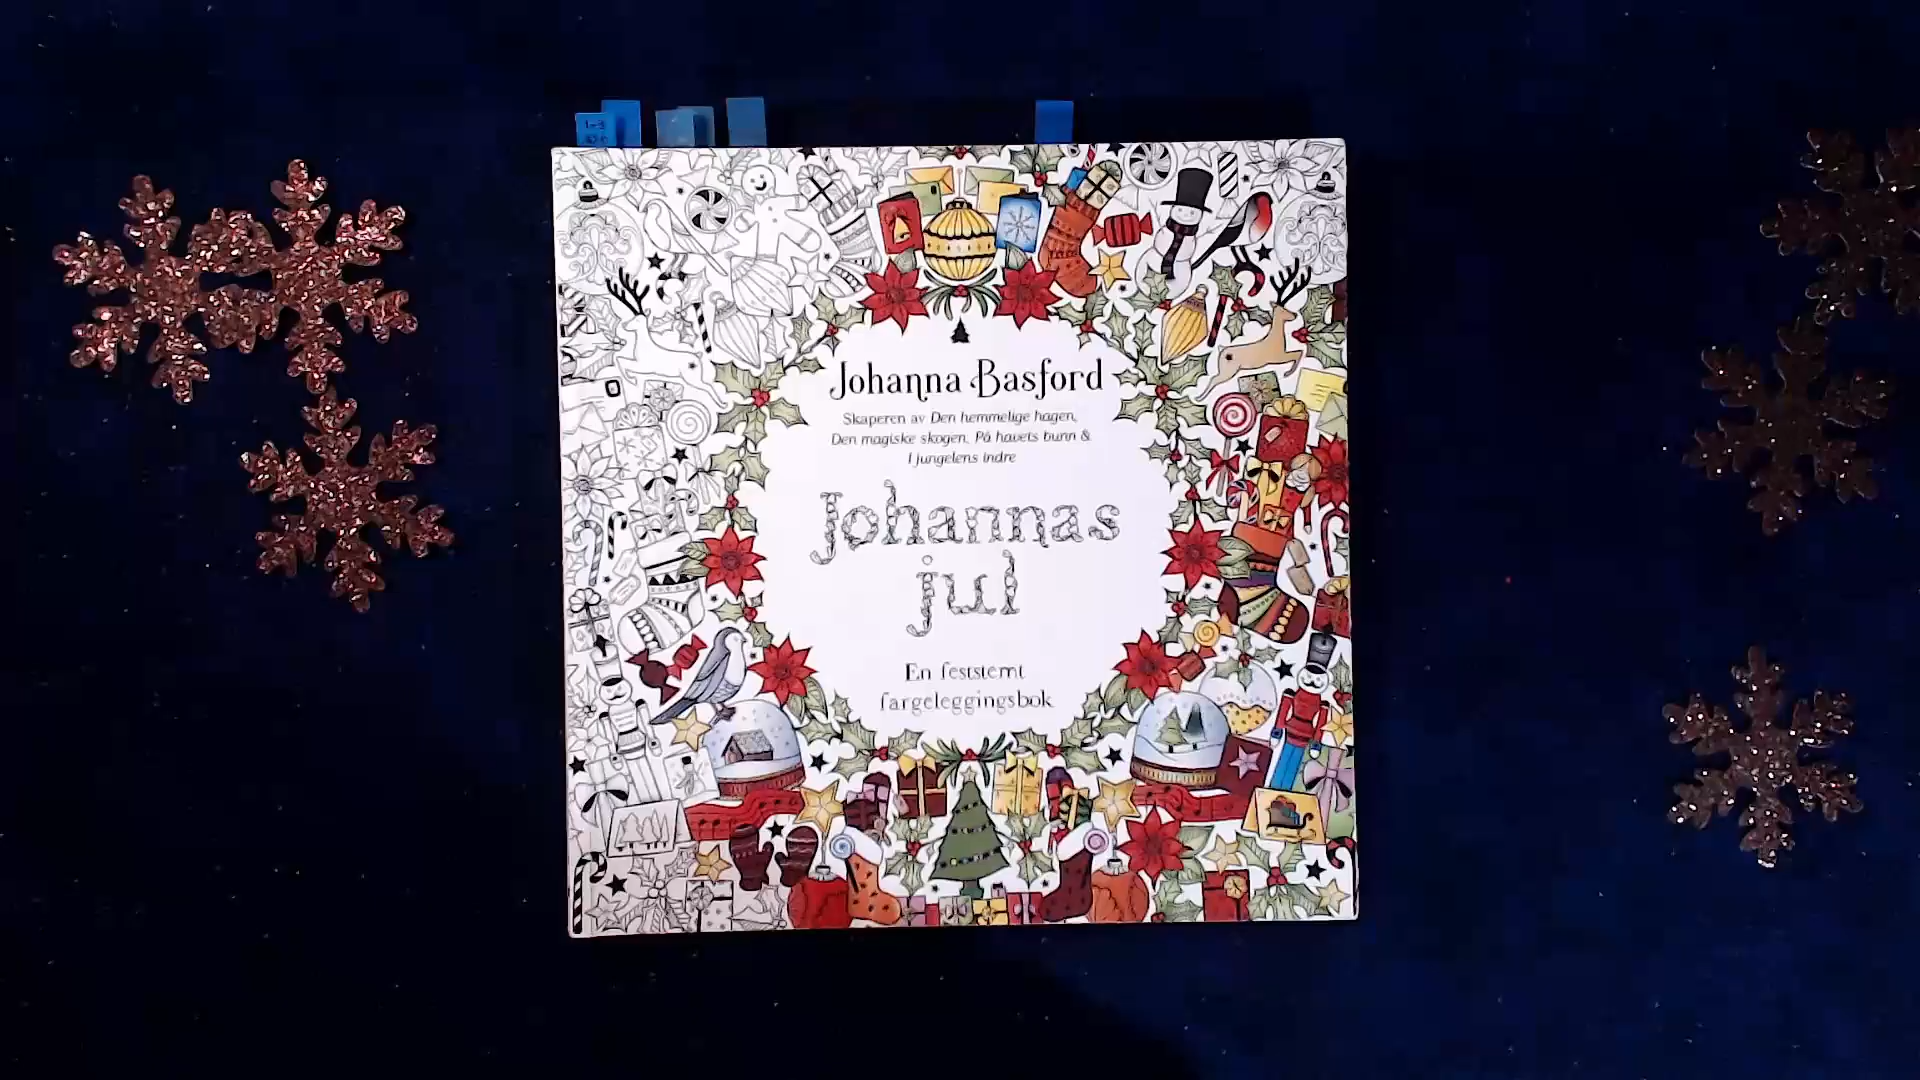 Johanna Basford
Skaperen av Den hemmelige hagen,
Den magiske skogen, På havets bunn &
I jungelens indre
Johannas
jul
En feststemt
fargeleggingsbok